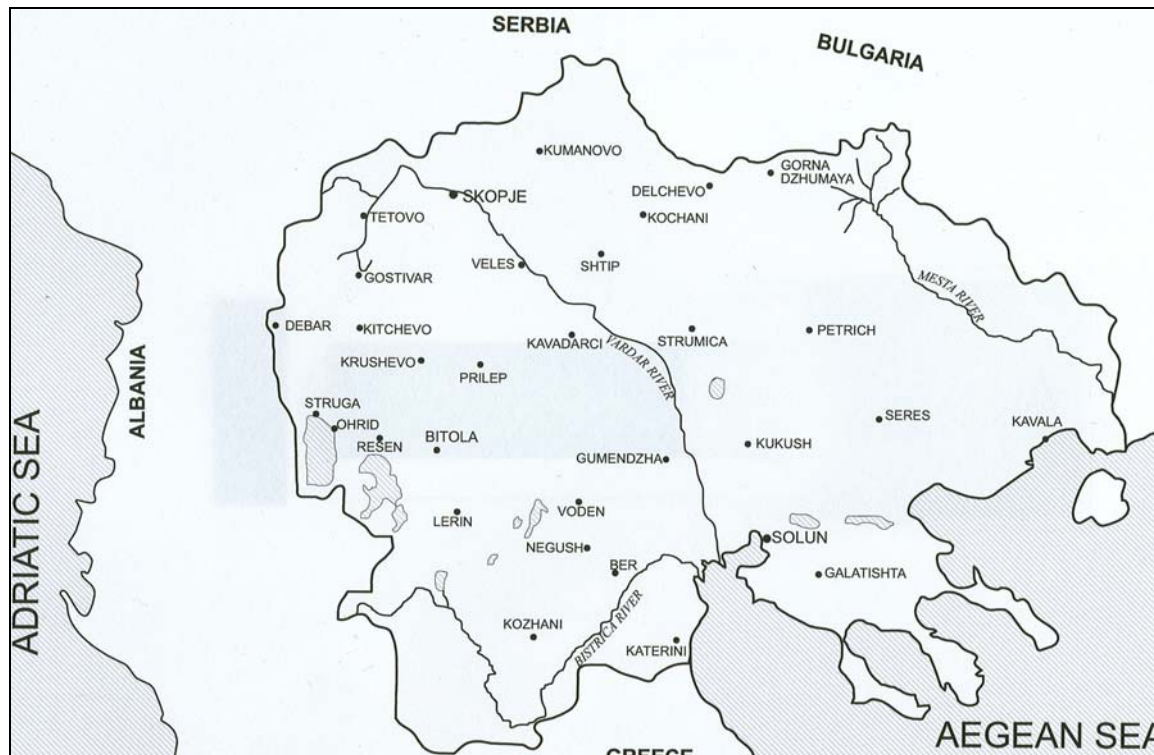 SERBIA
BULGARIA
KUMANOVO
GORNA
DZHUMAYA
DELCHEVO
SKOPJE
TETOVO
KOCHANI
VELES
SHTIP
GOSTIVAR
MESTA RIVER
DEBAR
KITCHEVO
KAVADARCI
STRUMICA
PETRICH
VARDAR RIVER
KRUSHEVO
PRILEP
ALBANIA
STRUGA
OHRID
RESEN
BITOLA
SERES
KAVALA
KUKUSH
GUMENDZHA
ADRIATIC SEA
LERIN
VODEN
SOLUN
NEGUSH
BER
GALATISHTA
KOZHANI
BISTRICA RIVER
KATERINI
AEGEAN SEA
GREECE